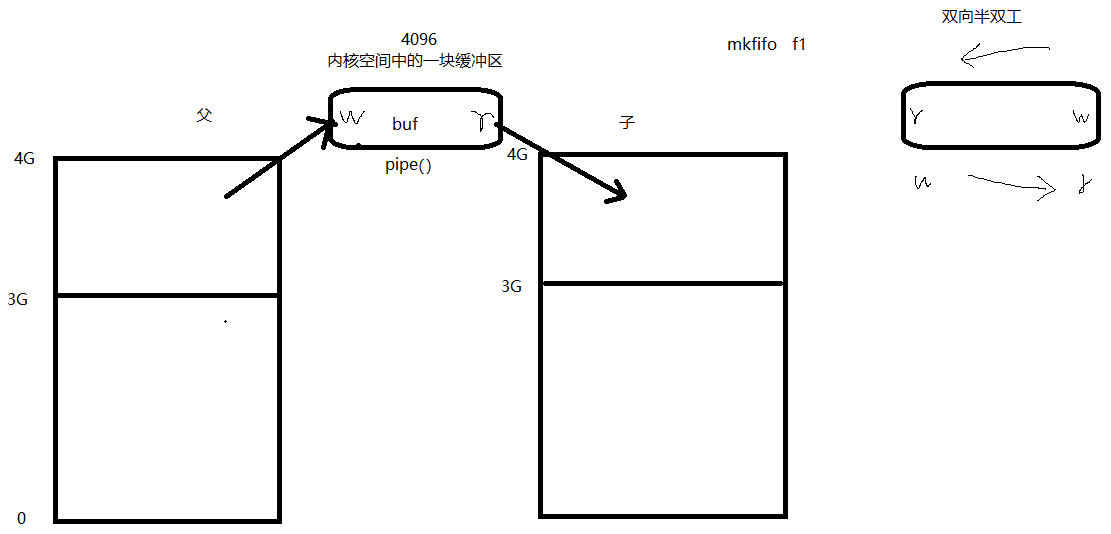 双向半双工
4096
内核空间中的一块缓冲区
mkfifo f1
父
w buf r
子
r w
4G
pipe()
4G
r
3G
3G
0